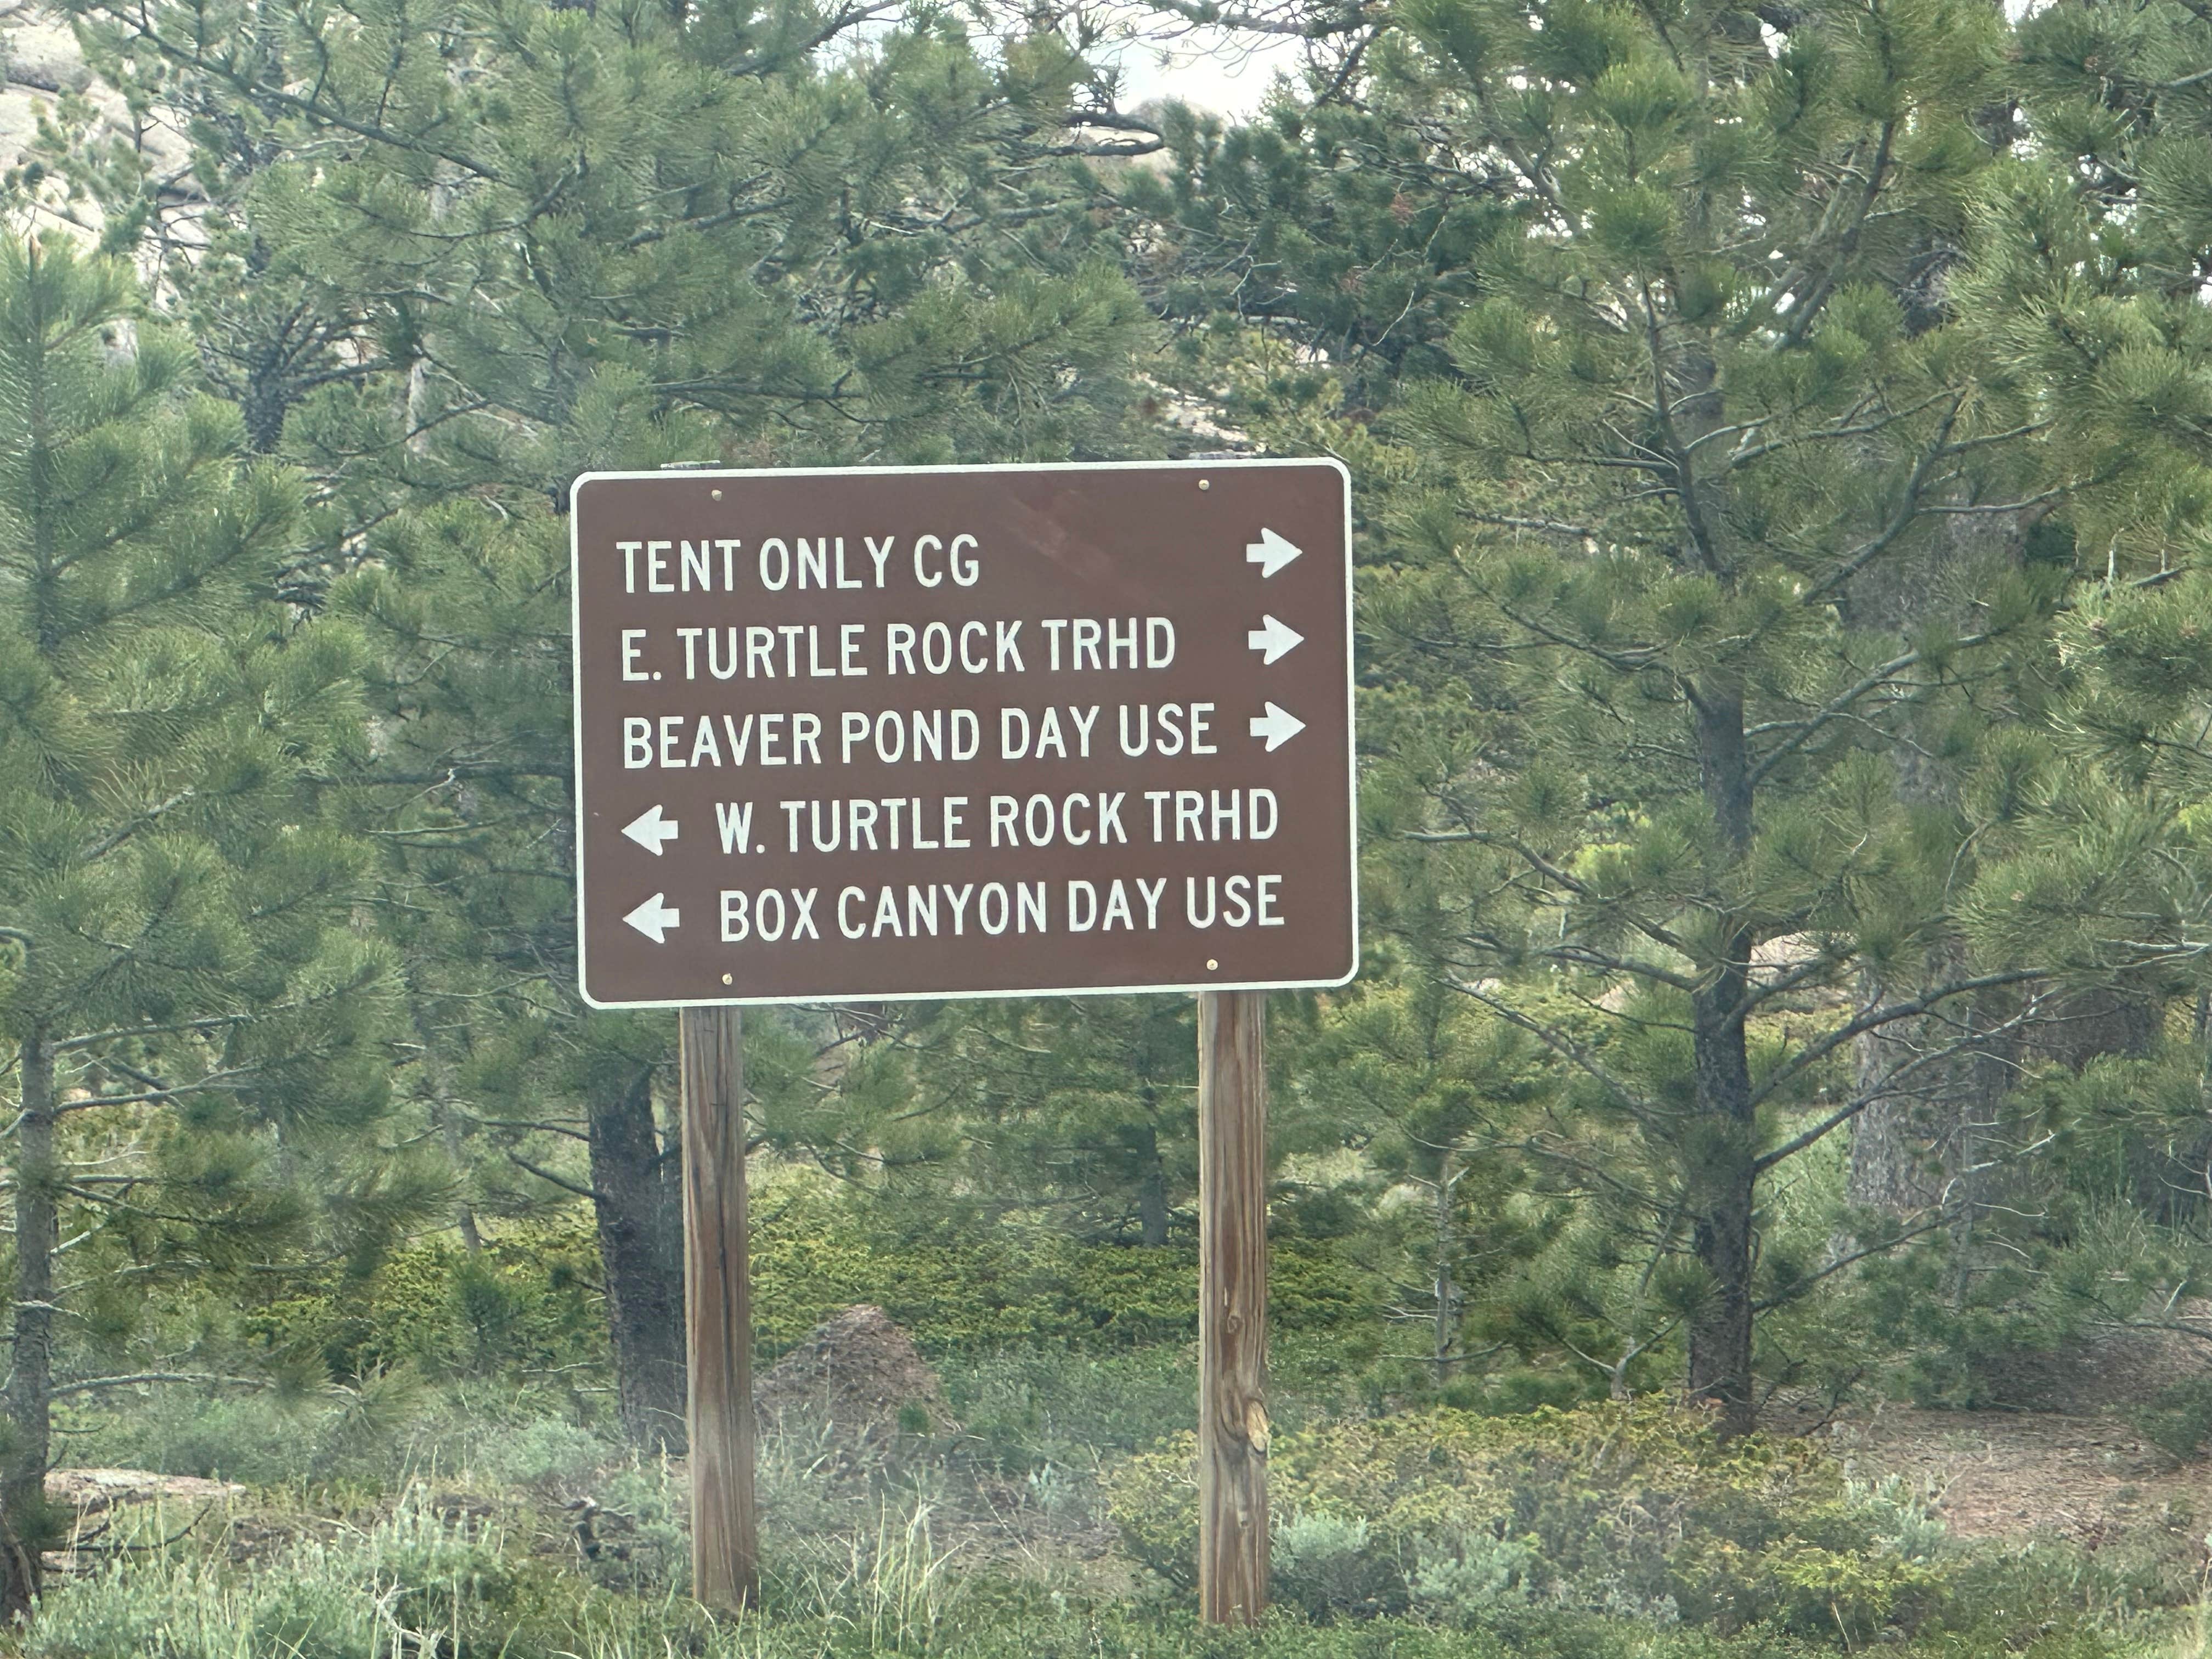 TENT ONLY CG →
E. TURTLE ROCK TRHD →
BEAVER POND DAY USE →
← W. TURTLE ROCK TRHD
← BOX CANYON DAY USE